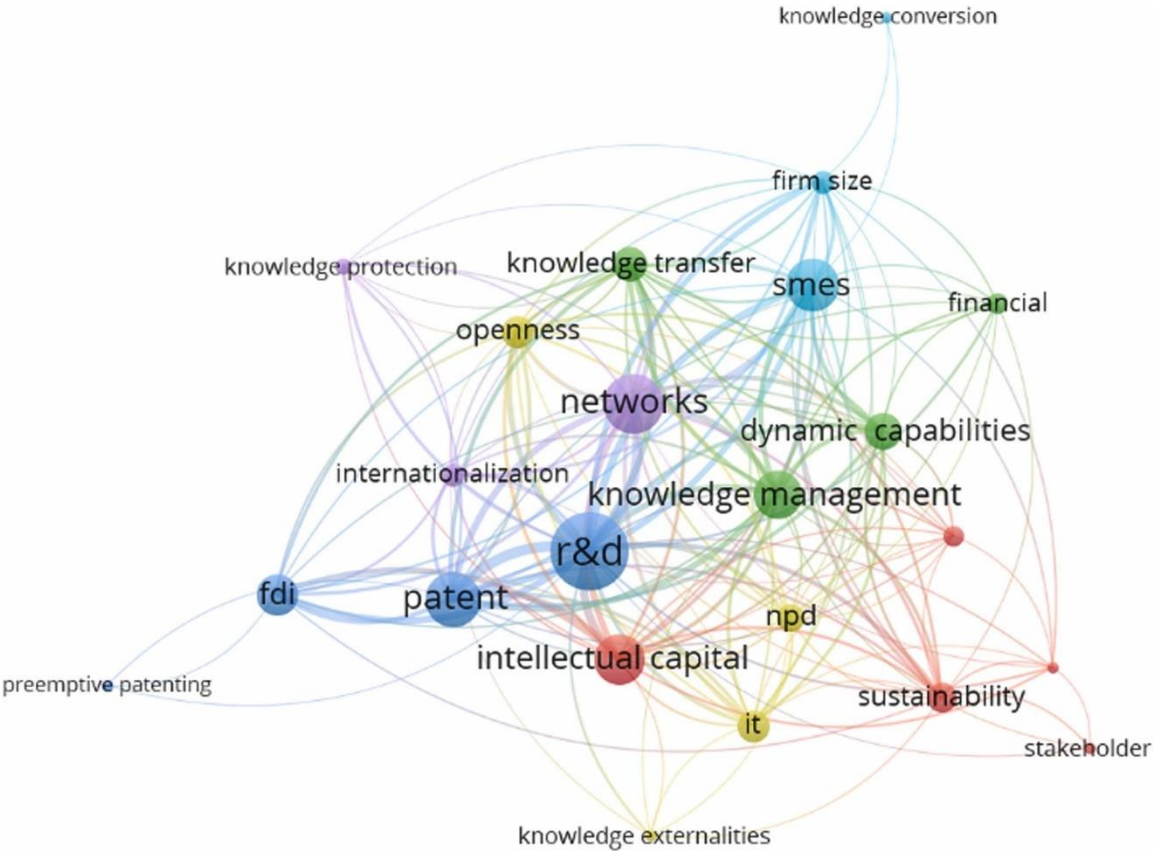 knowledge conversion
firm size
knowledge protection
knowledge transfer
smes
financial
openness
networks
dynamic capabilities
internationalization
knowledge management
r&d
fdi
patent
npd
intellectual capital
preemptive patenting
sustainability
it
stakeholder
knowledge externalities